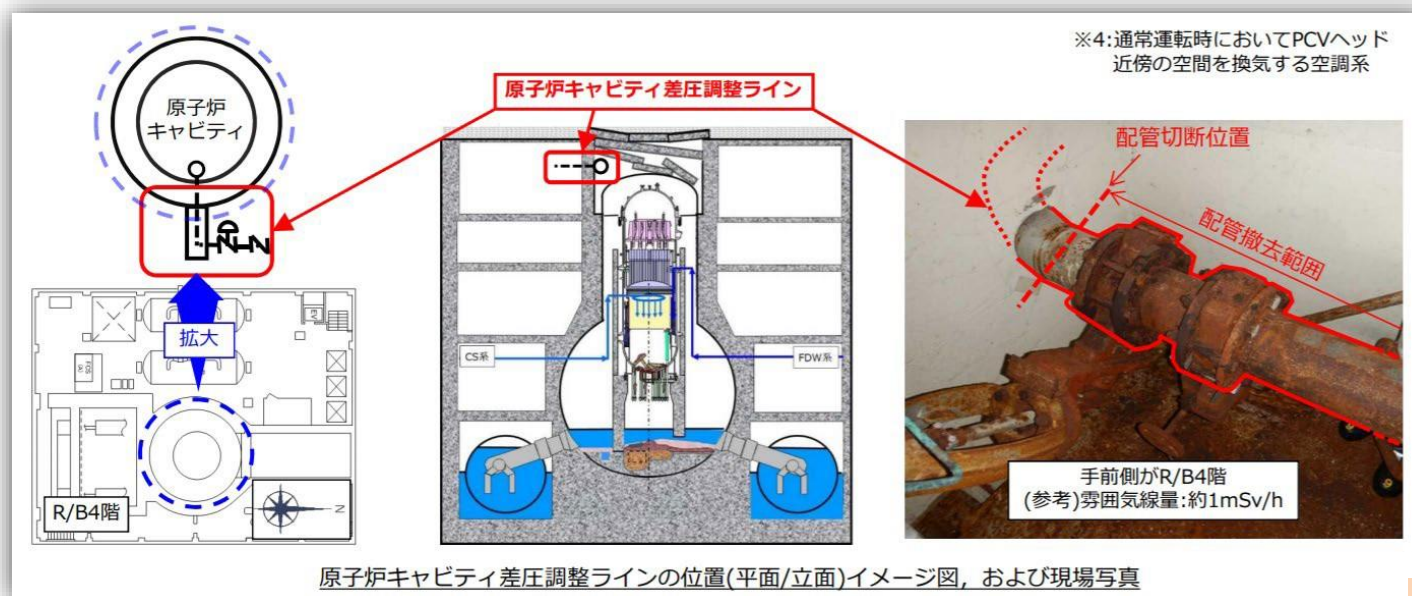 ※4:通常運転時においてPCVヘッド
近傍の空間を換気する空調系
原子炉
キャビティ
原子炉キャビティ差圧調整ライン
配管切断位置
配管撤去範囲
拡大
EV
FCS
(A)
R/B4階
N
CS系
FDW系
手前側がR/B4階
(参考)雰囲気線量:約1mSv/h
原子炉キャビティ差圧調整ラインの位置(平面/立面)イメージ図，および現場写真